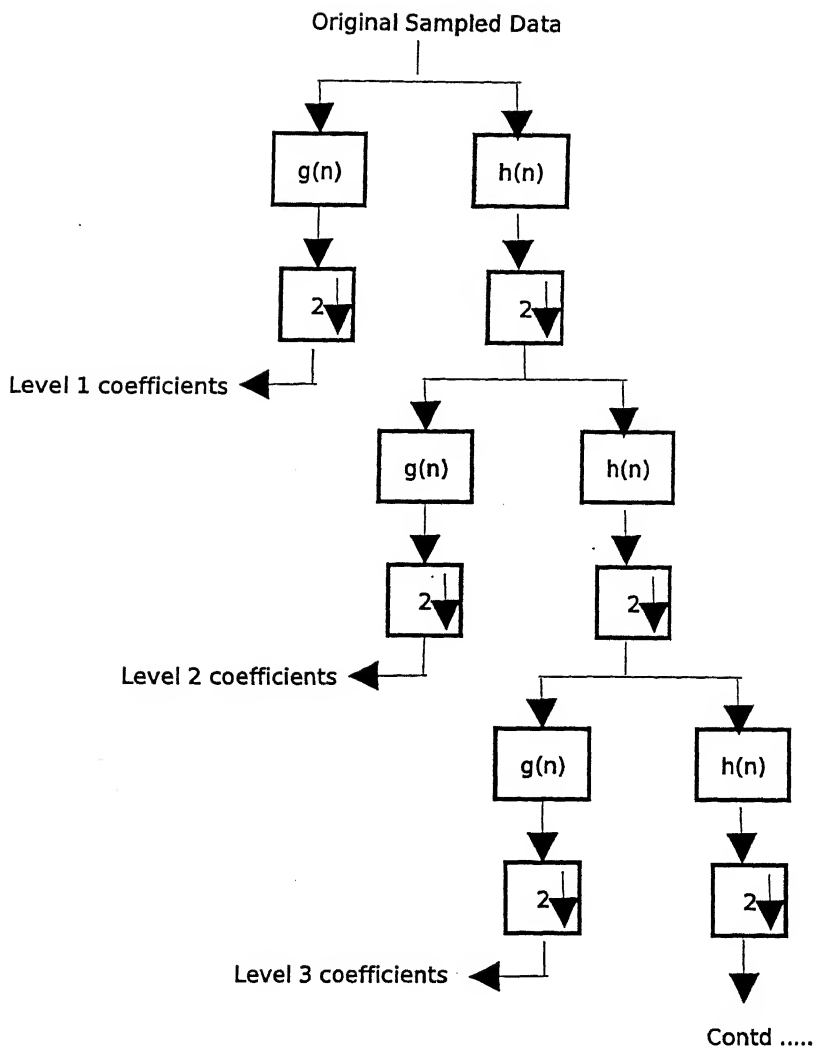 Original Sampled Data
g(n) h(n)
2 2
Level 1 coefficients
g(n) h(n)
2 2
Level 2 coefficients
g(n) h(n)
2 2
Level 3 coefficients
Contd .....